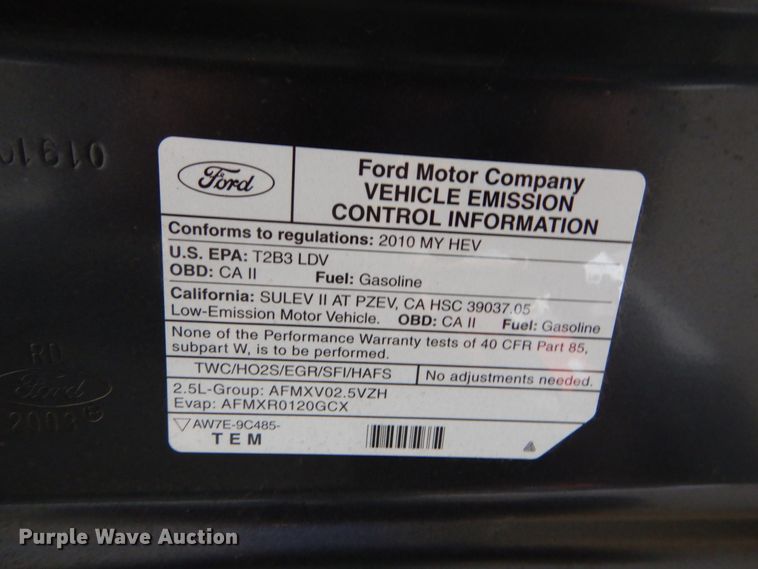 Ford
Ford Motor Company
VEHICLE EMISSION
CONTROL INFORMATION
Conforms to regulations: 2010 MY HEV
U.S. EPA: T2B3 LDV
OBD: CA II Fuel: Gasoline
California: SULEV II AT PZEV, CA HSC 39037.05
Low-Emission Motor Vehicle. OBD: CA II Fuel: Gasoline
None of the Performance Warranty tests of 40 CFR Part 85,
subpart W, is to be performed.
TWC/HO2S/EGR/SFI/HAFS No adjustments needed.
2.5L-Group: AFMXV02.5VZH
Evap: AFMXR0120GCX
AW7E-9C485-
TEM
RD
Ford
2003
Purple Wave Auction